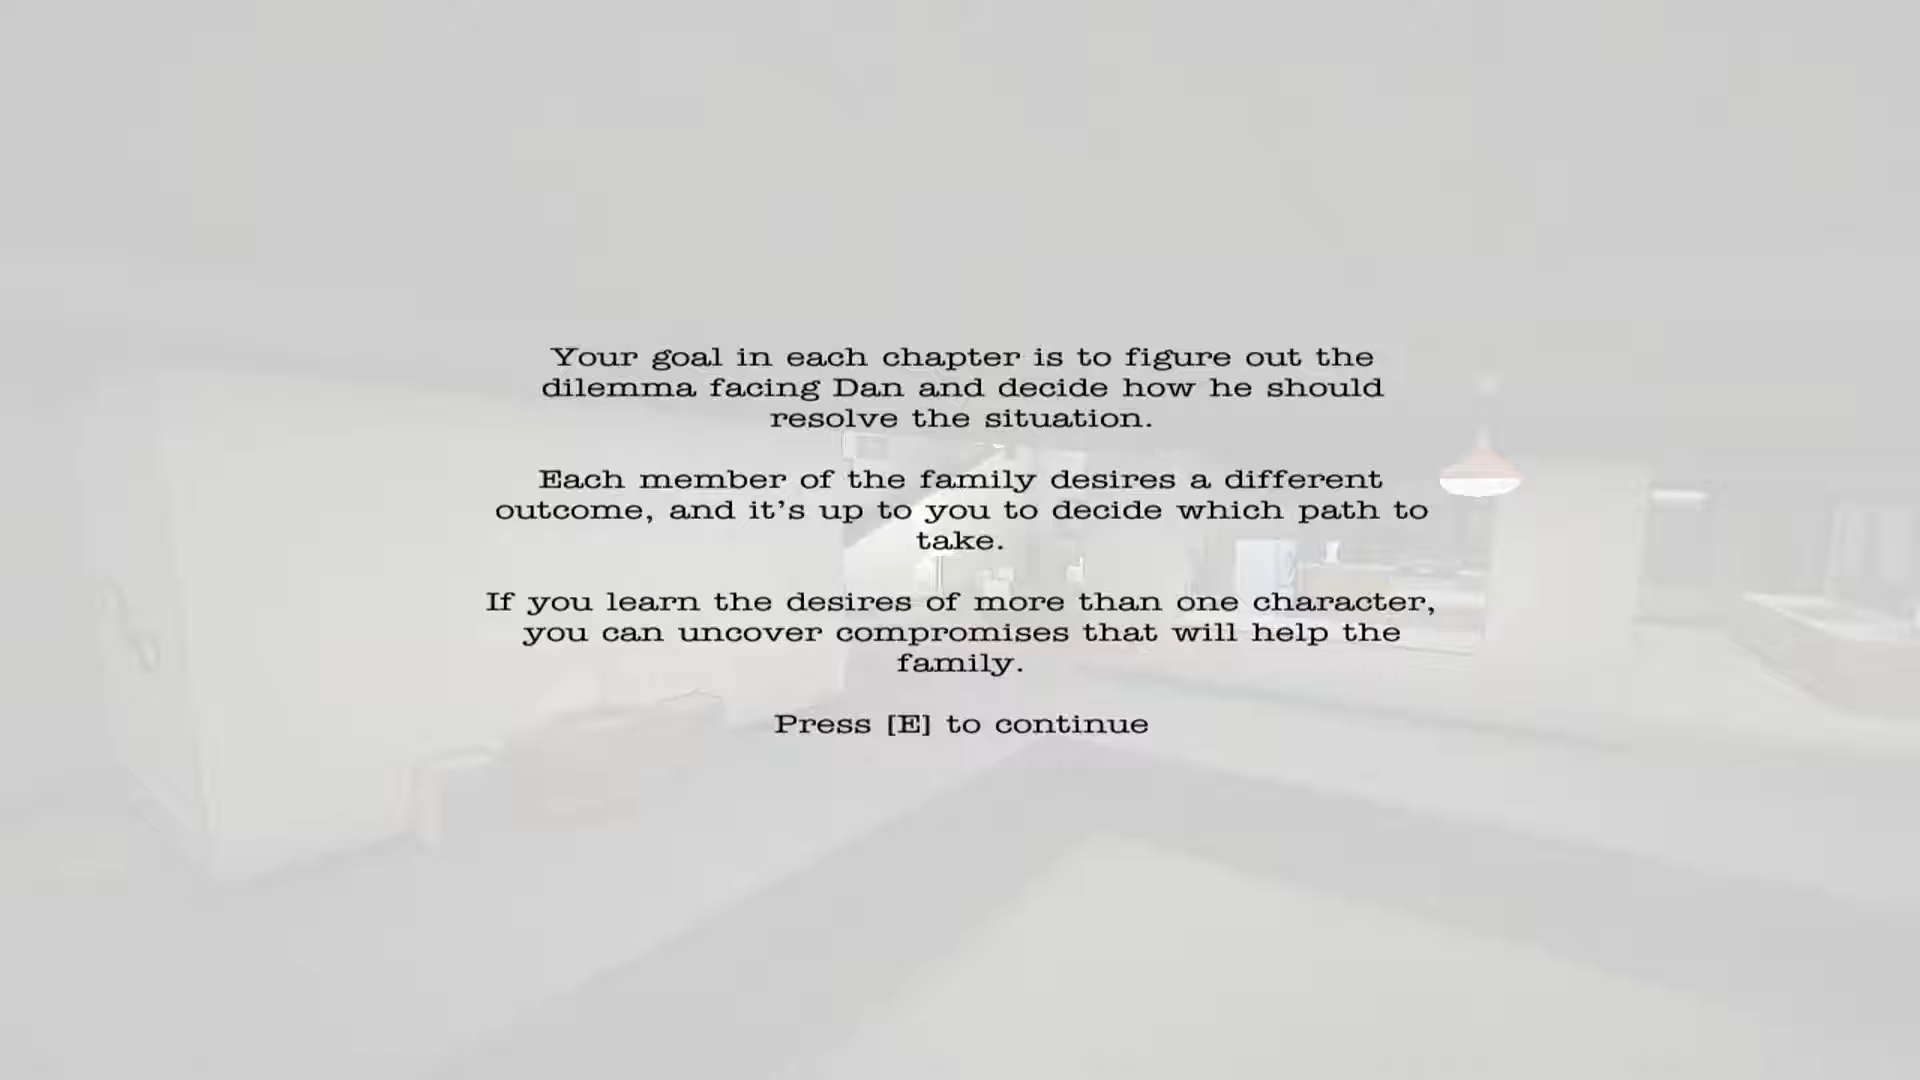 Your goal in each chapter is to figure out the
dilemma facing Dan and decide how he should
resolve the situation.
Each member of the family desires a different
outcome, and it's up to you to decide which path to
take.
If you learn the desires of more than one character,
you can uncover compromises that will help the
family.
Press [E] to continue